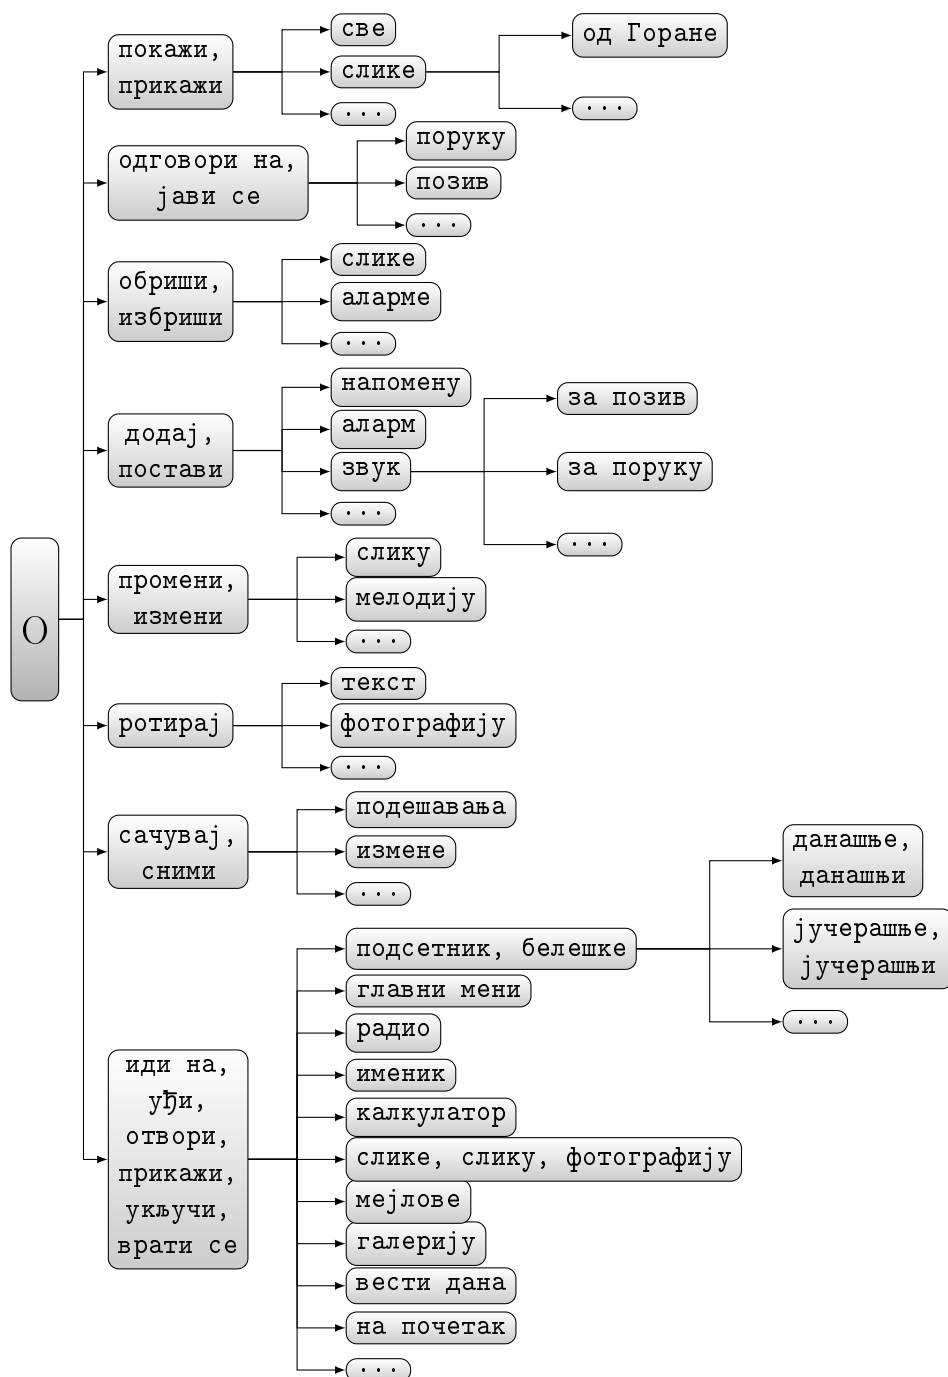 све
покажи,
прикажи
слике
од Горане
...
...
одговори на,
јави се
поруку
позив
...
обриши,
избриши
слике
аларме
...
додај,
постави
напомену
аларм
звук
...
за позив
за поруку
...
()
промени,
измени
слику
мелодију
...
ротирај
текст
фотографију
...
сачувај,
сними
подешавања
измене
...
иди на,
уђи,
отвори,
прикажи,
укључи,
врати се
подсетник, белешке
данашње,
данашњи
јучерашње,
јучерашњи
...
главни мени
радио
именик
калкулатор
слике, слику, фотографију
мејлове
галерију
вести дана
на почетак
...